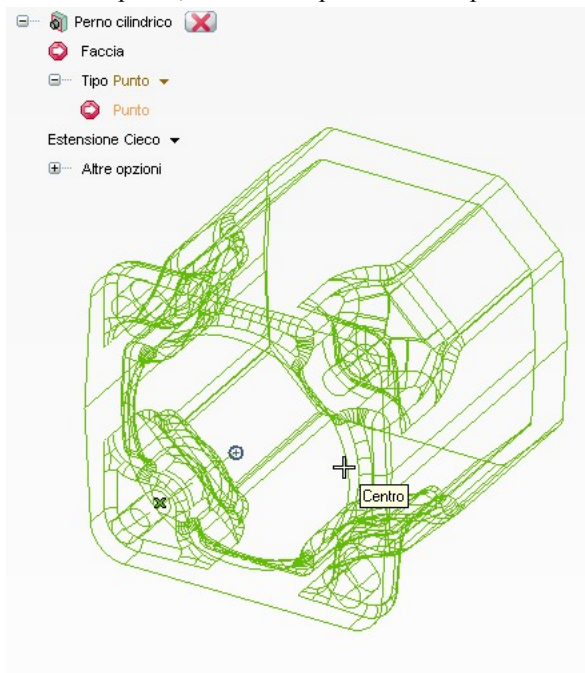 Perno cilindrico
Faccia
Tipo Punto
Punto
Estensione Cieco
Altre opzioni
Centro